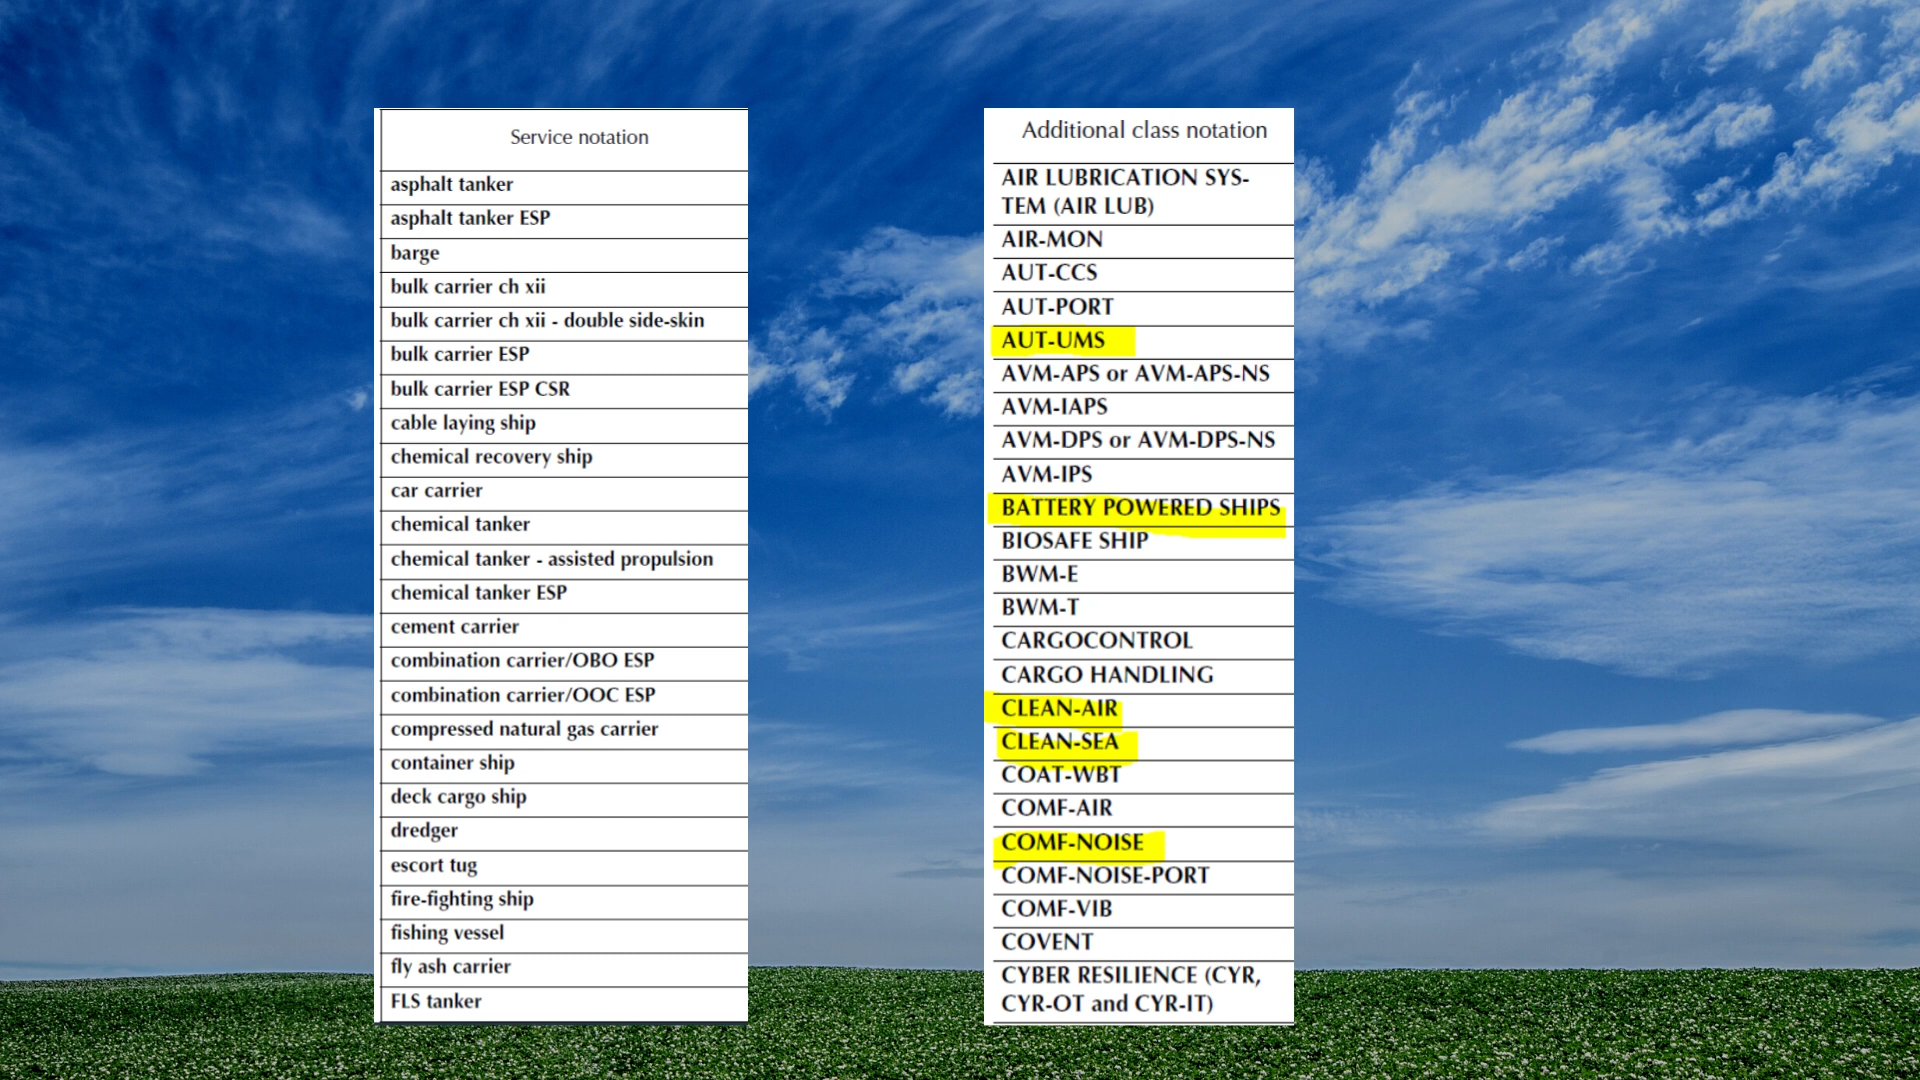 Service notation
asphalt tanker
asphalt tanker ESP
barge
bulk carrier ch xii
bulk carrier ch xii - double side-skin
bulk carrier ESP
bulk carrier ESP CSR
cable laying ship
chemical recovery ship
car carrier
chemical tanker
chemical tanker - assisted propulsion
chemical tanker ESP
cement carrier
combination carrier/OBO ESP
combination carrier/OOC ESP
compressed natural gas carrier
container ship
deck cargo ship
dredger
escort tug
fire-fighting ship
fishing vessel
fly ash carrier
FLS tanker
Additional class notation
AIR LUBRICATION SYS-
TEM (AIR LUB)
AIR-MON
AUT-CCS
AUT-PORT
AUT-UMS
AVM-APS or AVM-APS-NS
AVM-IAPS
AVM-DPS or AVM-DPS-NS
AVM-IPS
BATTERY POWERED SHIPS
BIOSAFE SHIP
BWM-E
BWM-T
CARGOCONTROL
CARGO HANDLING
CLEAN-AIR
CLEAN-SEA
COAT-WBT
COMF-AIR
COMF-NOISE
COMF-NOISE-PORT
COMF-VIB
COVENT
CYBER RESILIENCE (CYR,
CYR-OT and CYR-IT)